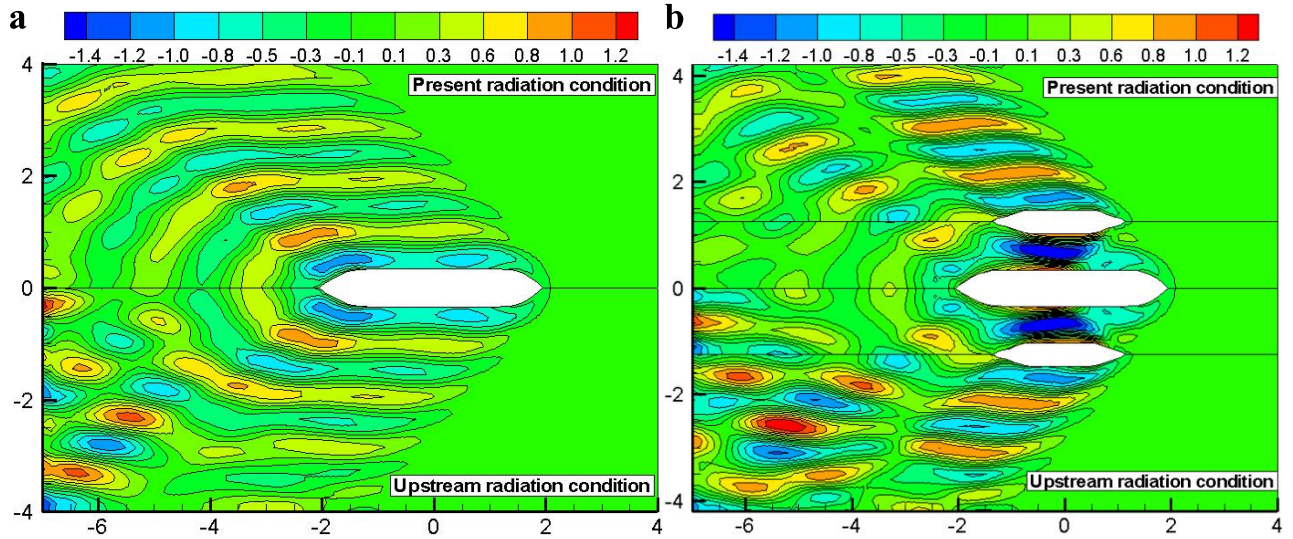 a
-1.4 -1.2 -1.0 -0.8 -0.5 -0.3 -0.1 0.1 0.3 0.6 0.8 1.0 1.2
Present radiation condition
4
2
0
-2
-4
Upstream radiation condition
-6 -4 -2 0 2 4
b
-1.4 -1.2 -1.0 -0.8 -0.5 -0.3 -0.1 0.1 0.3 0.6 0.8 1.0 1.2
Present radiation condition
4
2
0
-2
-4
Upstream radiation condition
-6 -4 -2 0 2 4